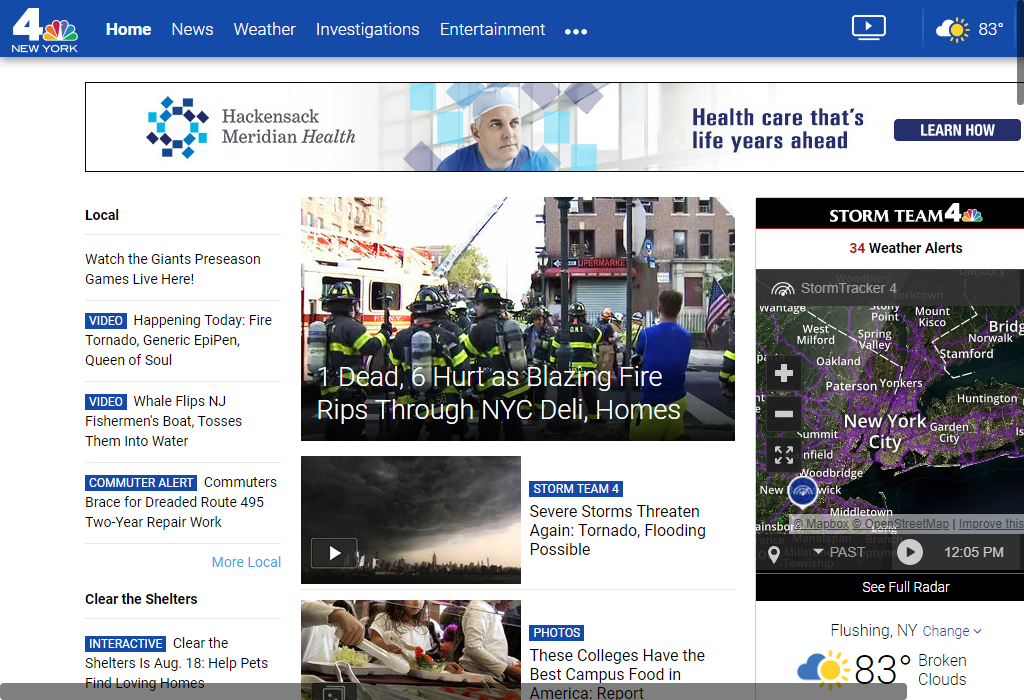 4
NEW YORK
Home News Weather Investigations Entertainment
83°
Hackensack
Meridian Health
Health care that's
life years ahead
LEARN HOW
Local
Watch the Giants Preseason
Games Live Here!
VIDEO Happening Today: Fire
Tornado, Generic EpiPen,
Queen of Soul
VIDEO Whale Flips NJ
Fishermen's Boat, Tosses
Them Into Water
COMMUTER ALERT Commuters
Brace for Dreaded Route 495
Two-Year Repair Work
More Local
Clear the Shelters
INTERACTIVE Clear the
Shelters Is Aug. 18: Help Pets
Find Loving Homes
SUPERMARKET
1 Dead, 6 Hurt as Blazing Fire
Rips Through NYC Deli, Homes
STORM TEAM 4
Severe Storms Threaten
Again: Tornado, Flooding
Possible
PHOTOS
These Colleges Have the
Best Campus Food in
America: Report
STORM TEAM 4
34 Weather Alerts
StormTracker 4
Yorktown
Wantage
Stony
Point
Mount
Kisco
West
Milford
Spring
Valley
Bridg
Norwalk
Stamford
Oakland
Paterson
Yonkers
Huntington
New York
City
Garden
City
Summit
nfield
Woodbridge
New
wick
Middletown
ainsbor
© Mapbox © OpenStreetMap | Improve this
Manalapan
Township
PAST
12:05 PM
See Full Radar
Flushing, NY Change
83° Broken
Clouds